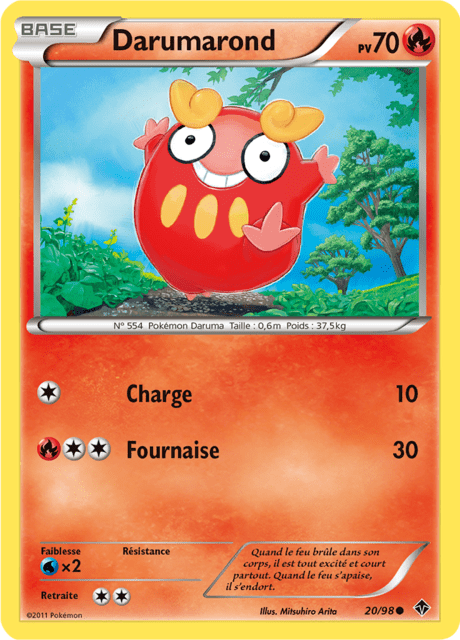 BASE Darumarond PV70
N° 554 Pokémon Daruma Taille : 0,6m Poids : 37,5kg
Charge 10
Fournaise 30
Faiblesse Résistance
×2
Retraite
Quand le feu brûle dans son
corps, il est tout excité et court
partout. Quand le feu s'apaise,
il s'endort.
©2011 Pokémon Illus. Mitsuhiro Arita 20/98